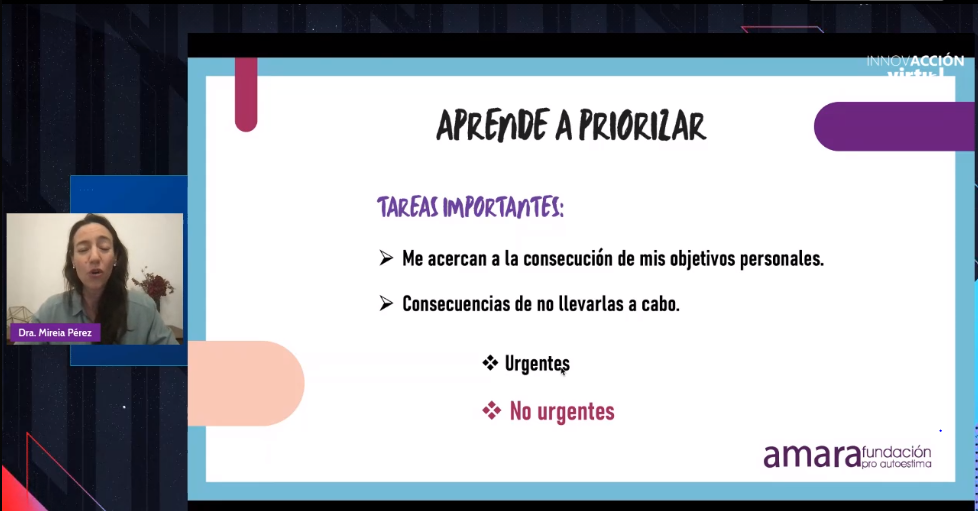 INNOVACCIÓN
virtual
APRENDE A PRIORIZAR
TAREAS IMPORTANTES:
Me acercan a la consecución de mis objetivos personales.
Consecuencias de no llevarlas a cabo.
Urgentes
No urgentes
Dra. Mireia Pérez
amara fundación
pro autoestima